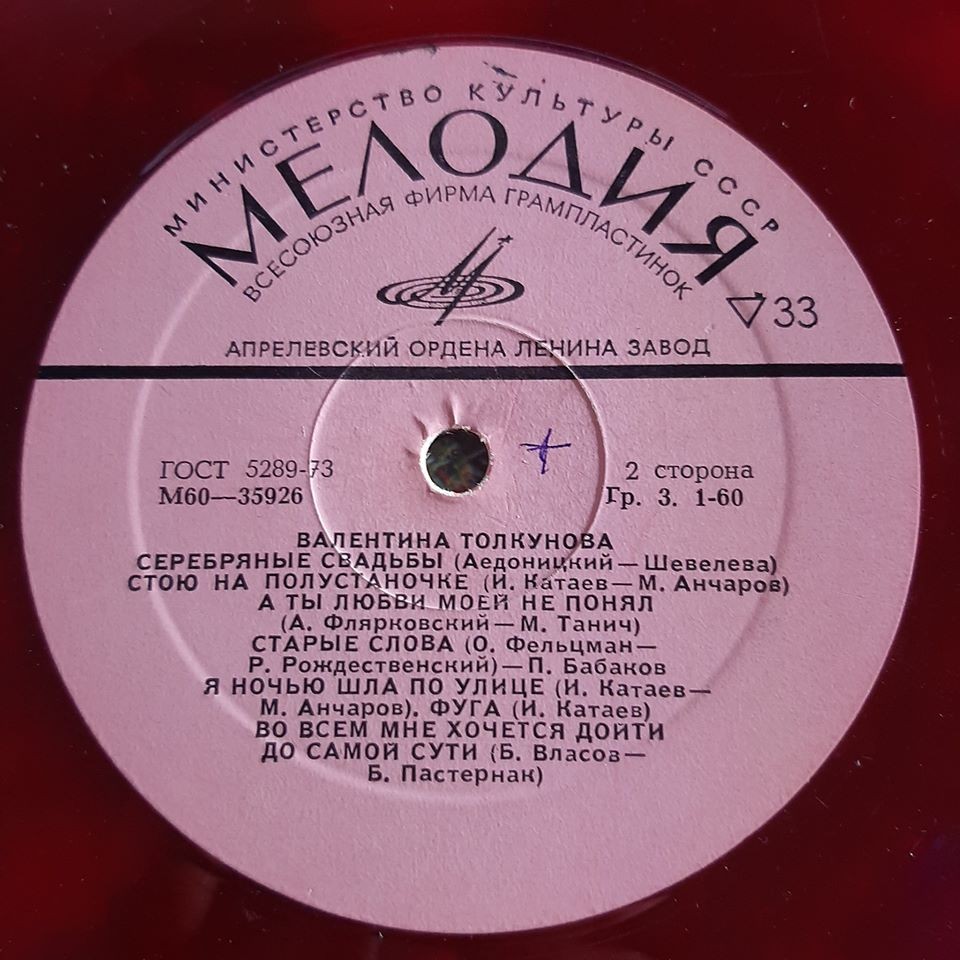 МИНИСТЕРСТВО КУЛЬТУРЫ СССР
МЕЛОДИЯ
ВСЕСОЮЗНАЯ ФИРМА ГРАМПЛАСТИНОК
33
АПРЕЛЕВСКИЙ ОРДЕНА ЛЕНИНА ЗАВОД
ГОСТ 5289-73
2 сторона
М60—35926
Гр. 3. 1-60
ВАЛЕНТИНА ТОЛКУНОВА
СЕРЕБРЯНЫЕ СВАДЬБЫ (Аедоницкий—Шевелева)
СТОЮ НА ПОЛУСТАНОЧКЕ (И. Катаев—М. Анчаров)
А ТЫ ЛЮБВИ МОЕЙ НЕ ПОНЯЛ
(А. Флярковский—М. Танич)
СТАРЫЕ СЛОВА (О. Фельцман—
Р. Рождественский)—П. Бабаков
Я НОЧЬЮ ШЛА ПО УЛИЦЕ (И. Катаев—
М. Анчаров). ФУГА (И. Катаев)
ВО ВСЕМ МНЕ ХОЧЕТСЯ ДОЙТИ
ДО САМОЙ СУТИ (Б. Власов—
Б. Пастернак)